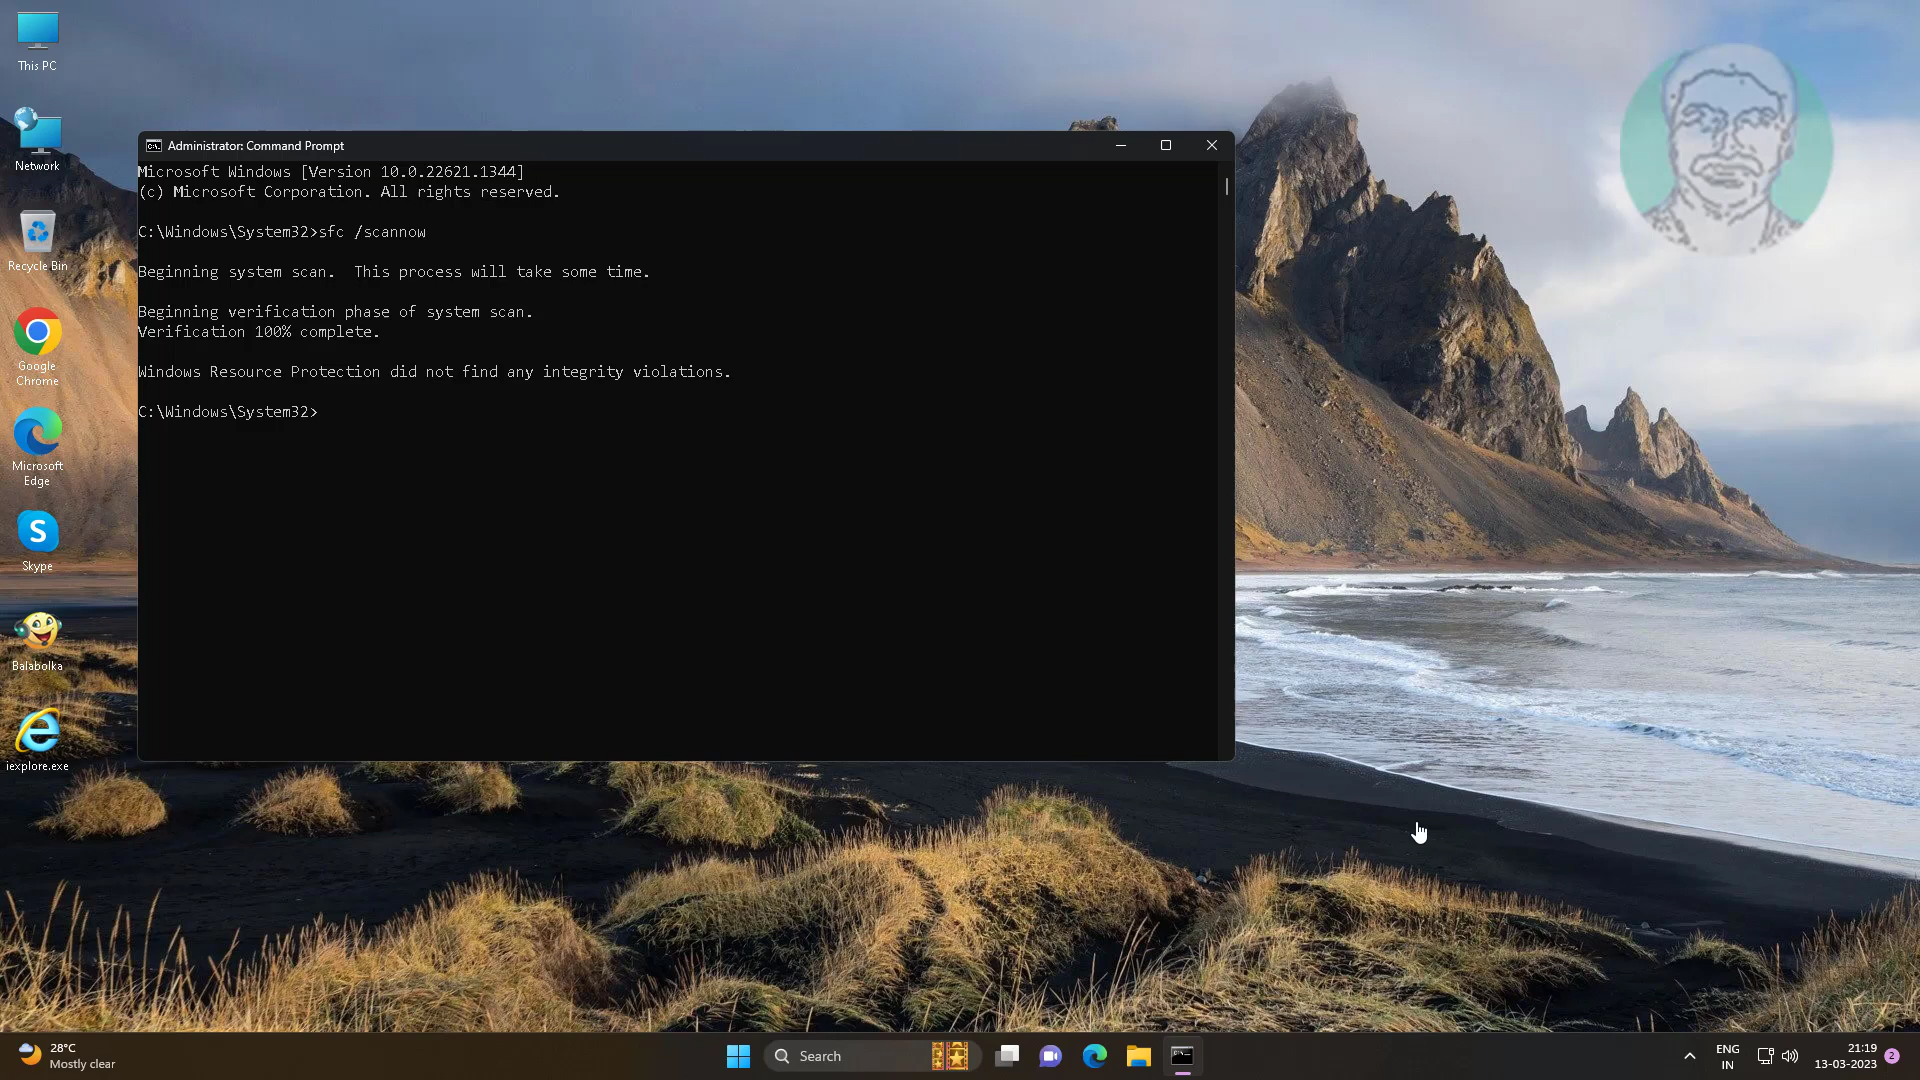 This PC
Network
Recycle Bin
Google
Chrome
Microsoft
Edge
S
Skype
Balabolka
iexplore.exe
Administrator: Command Prompt
Microsoft Windows [Version 10.0.22621.1344]
(c) Microsoft Corporation. All rights reserved.
C:\Windows\System32>sfc /scannow
Beginning system scan.  This process will take some time.
Beginning verification phase of system scan.
Verification 100% complete.
Windows Resource Protection did not find any integrity violations.
C:\Windows\System32>
28°C
Mostly clear
Search
ENG
IN
21:19
13-03-2023
2